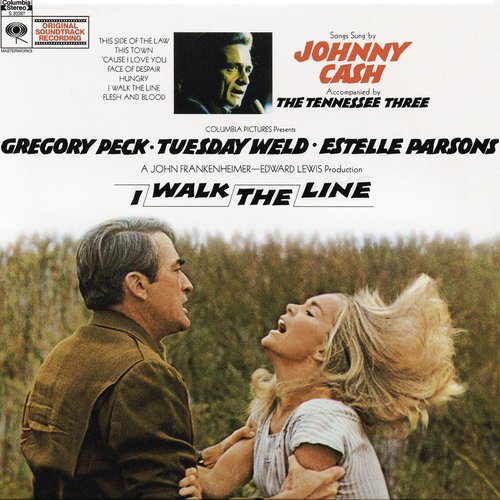 Columbia
Stereo
S 30397
MASTERWORKS
ORIGINAL
SOUNDTRACK
RECORDING
THIS SIDE OF THE LAW
THIS TOWN
'CAUSE I LOVE YOU
FACE OF DESPAIR
HUNGRY
I WALK THE LINE
FLESH AND BLOOD
Songs Sung by
JOHNNY
CASH
Accompanied by
THE TENNESSEE THREE
COLUMBIA PICTURES Presents
GREGORY PECK · TUESDAY WELD · ESTELLE PARSONS
A JOHN FRANKENHEIMER—EDWARD LEWIS Production
I WALK THE LINE